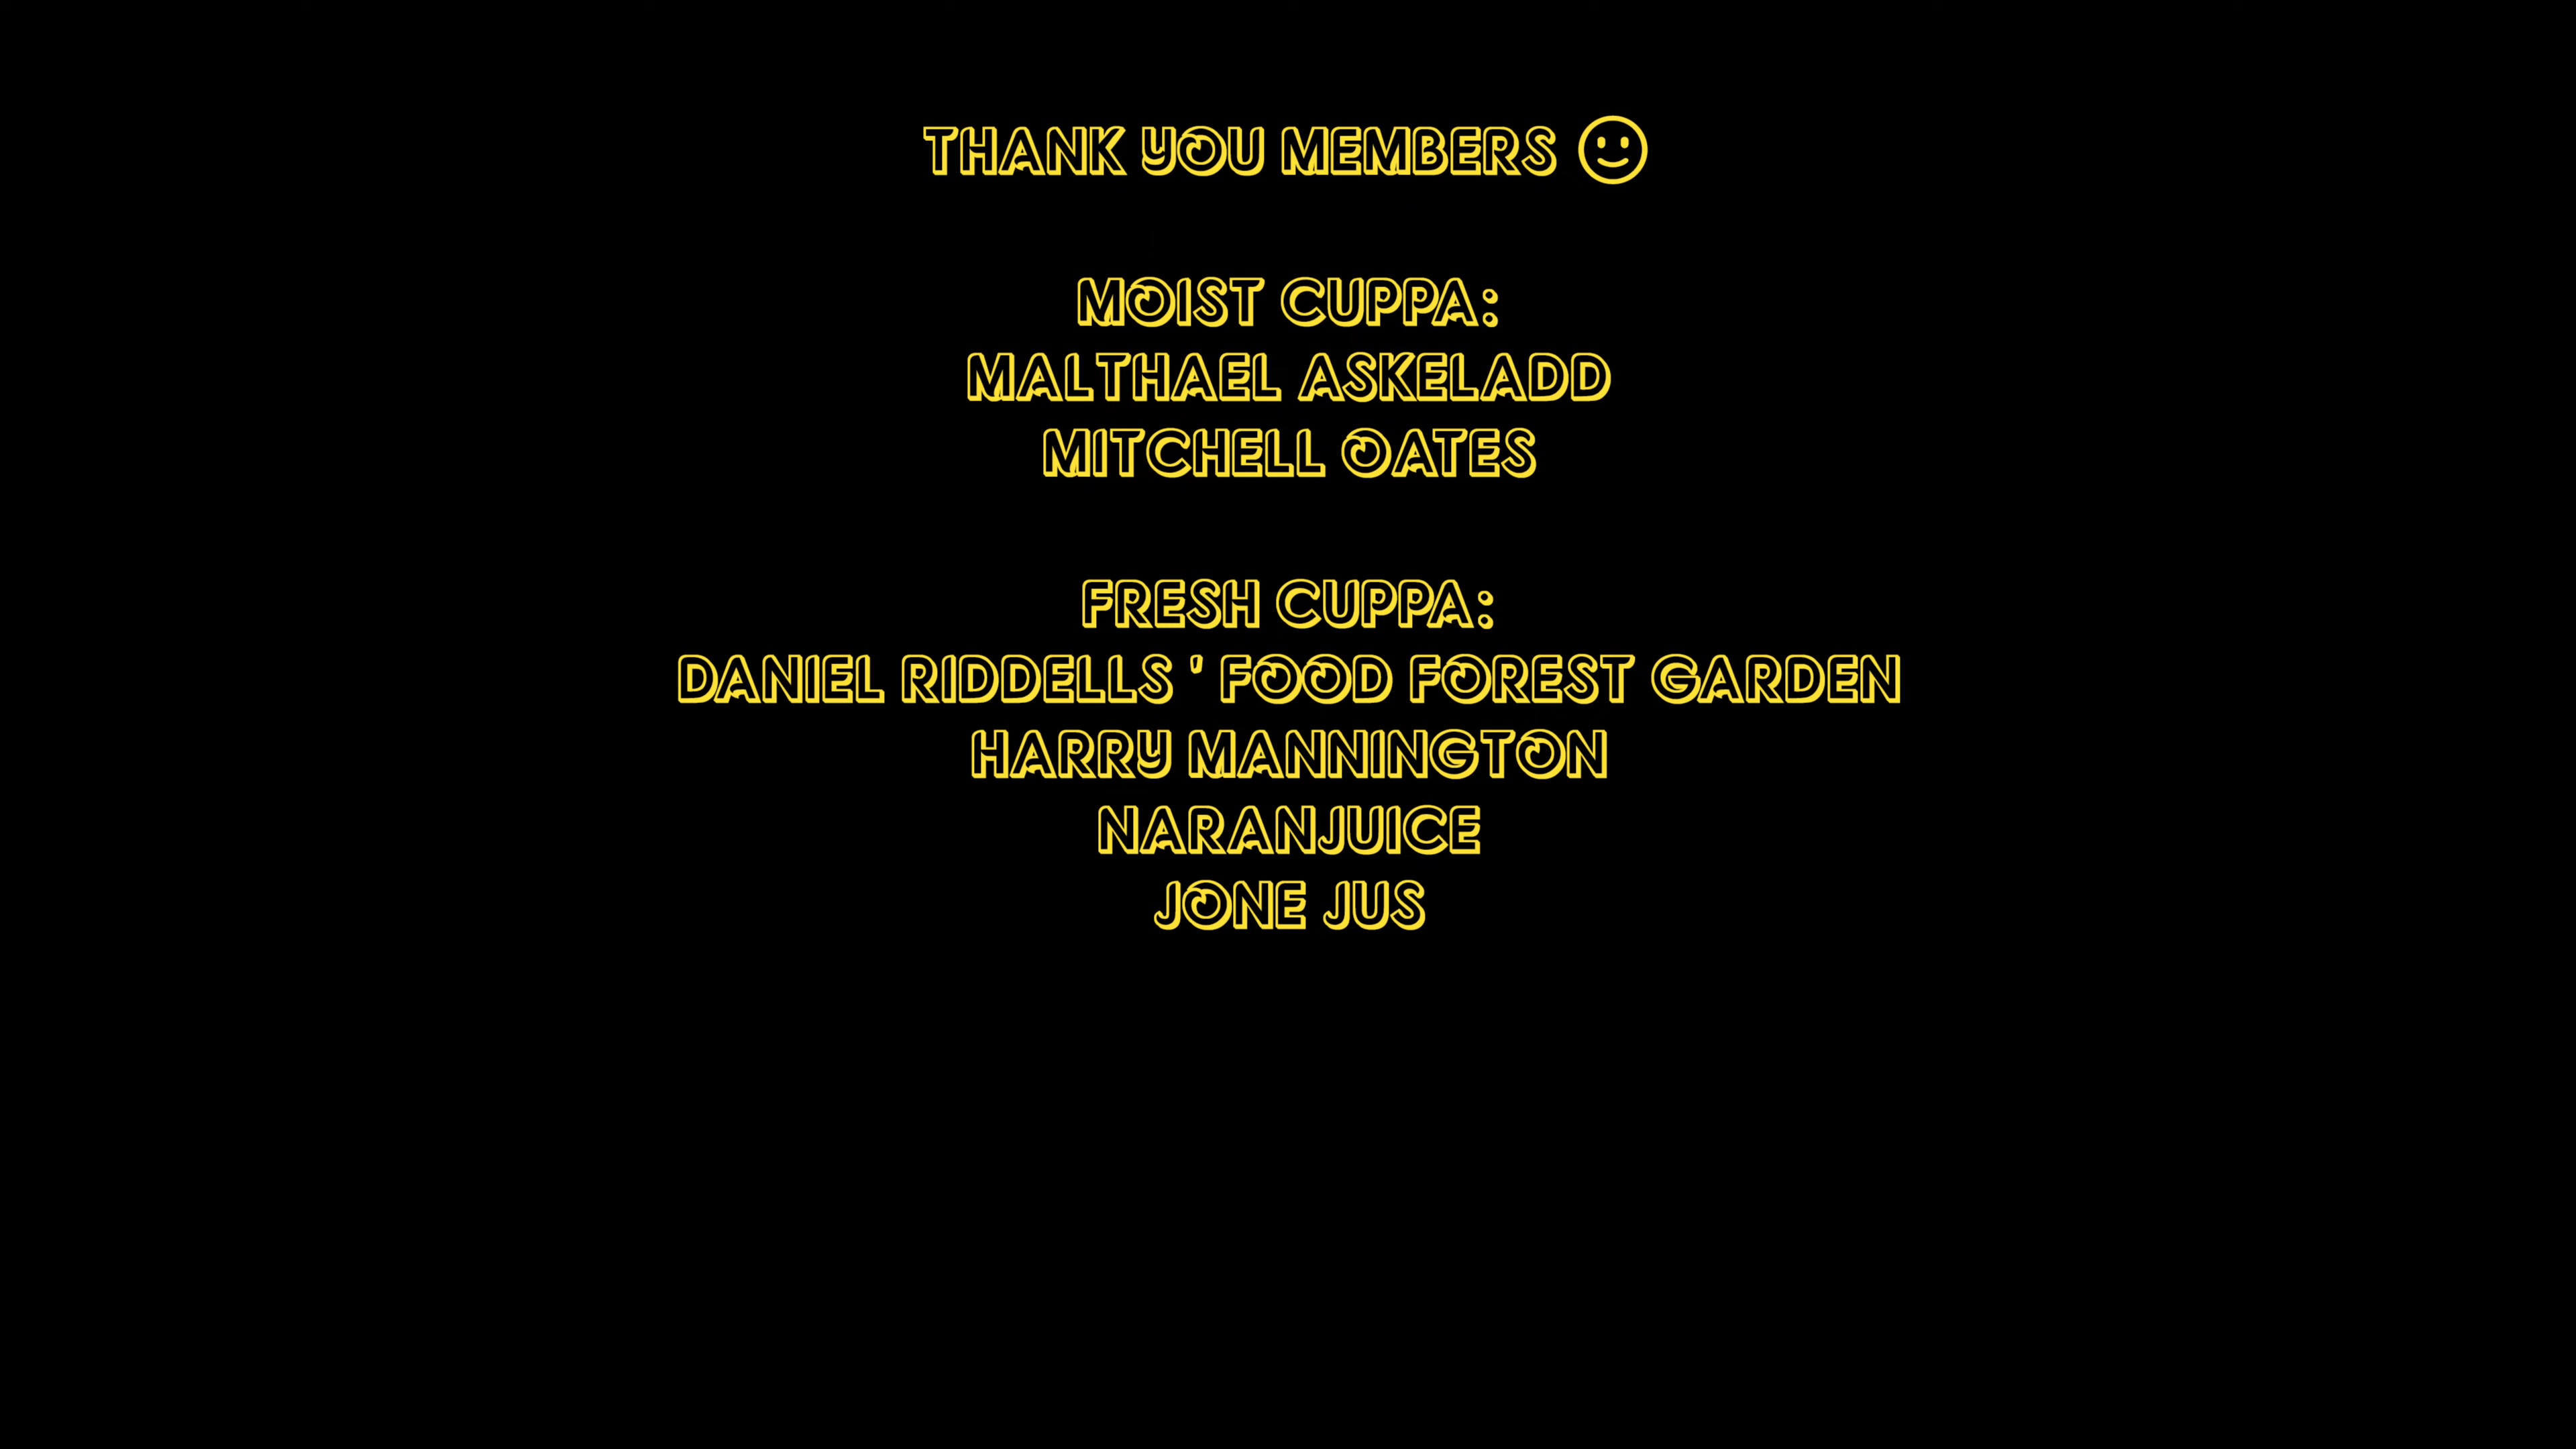 THANK YOU MEMBERS ☺
MOIST CUPPA:
MALTHAEL ASKELADD
MITCHELL OATES
FRESH CUPPA:
DANIEL RIDDELLS ' FOOD FOREST GARDEN
HARRY MANNINGTON
NARANJUICE
JONE JUS